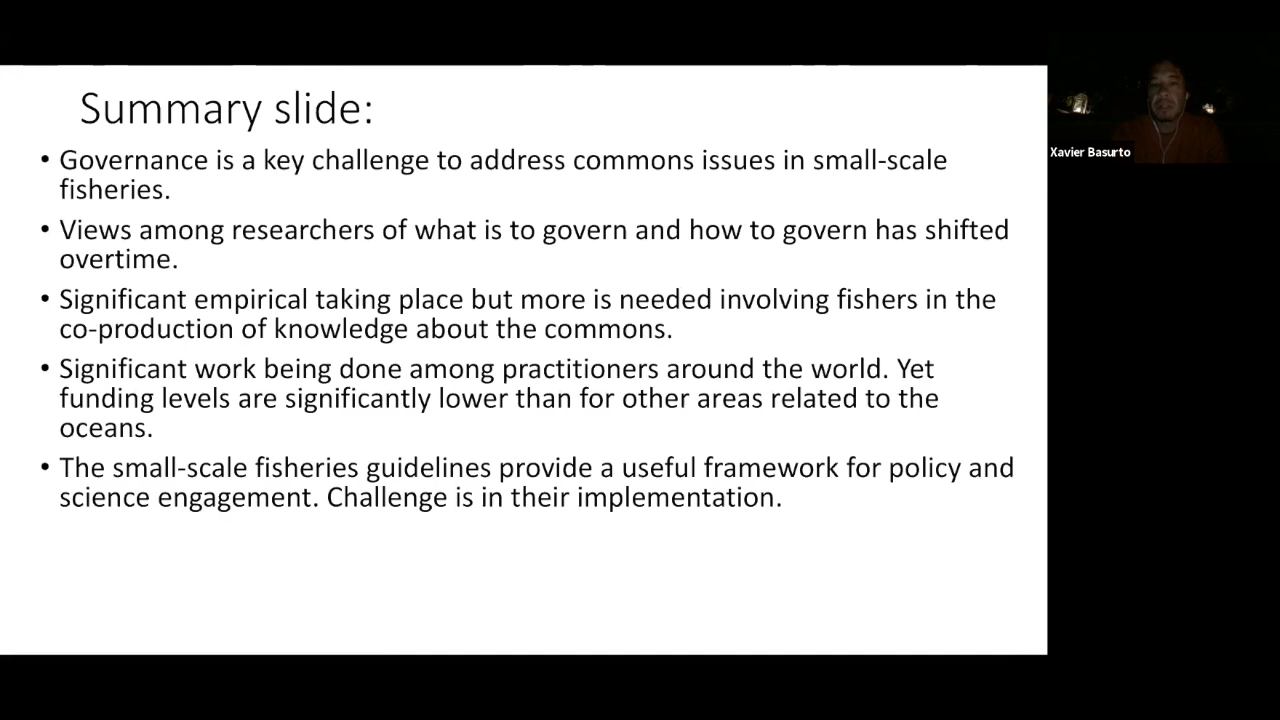 Summary slide:
• Governance is a key challenge to address commons issues in small-scale
fisheries.
• Views among researchers of what is to govern and how to govern has shifted
overtime.
• Significant empirical taking place but more is needed involving fishers in the
co-production of knowledge about the commons.
• Significant work being done among practitioners around the world. Yet
funding levels are significantly lower than for other areas related to the
oceans.
• The small-scale fisheries guidelines provide a useful framework for policy and
science engagement. Challenge is in their implementation.
Xavier Basurto